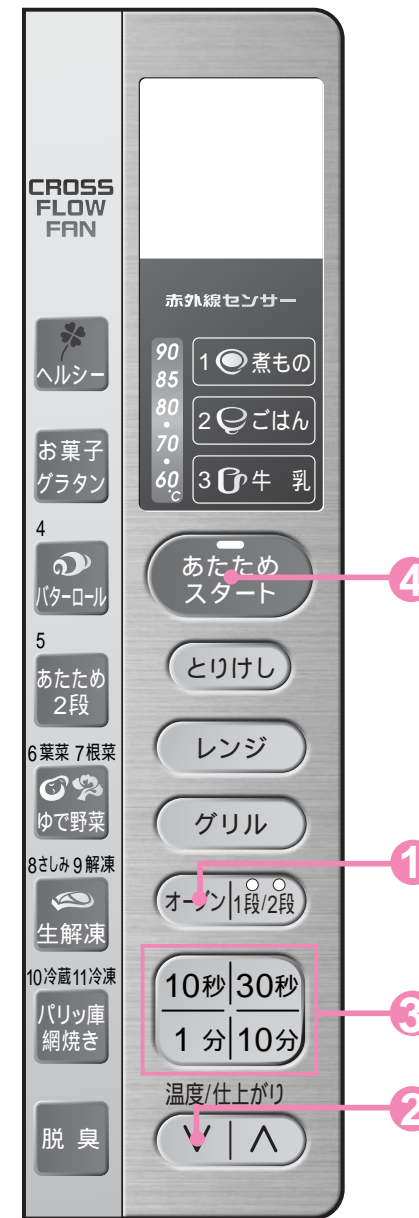 CROSS
FLOW
FAN
ヘルシー
お菓子
グラタン
4
バターロール
5
あたため
2段
6葉菜 7根菜
ゆで野菜
8さしみ 9解凍
生解凍
10冷蔵11冷凍
パリッ庫
網焼き
脱 臭
赤外線センサー
90
85
80
・
70
・
60
℃
1 煮もの
2 ごはん
3 牛 乳
あたため
スタート
4
とりけし
レンジ
グリル
オーブン 1段/2段
1
10秒 30秒
1 分 10分
3
温度/仕上がり
∨ ∧
2